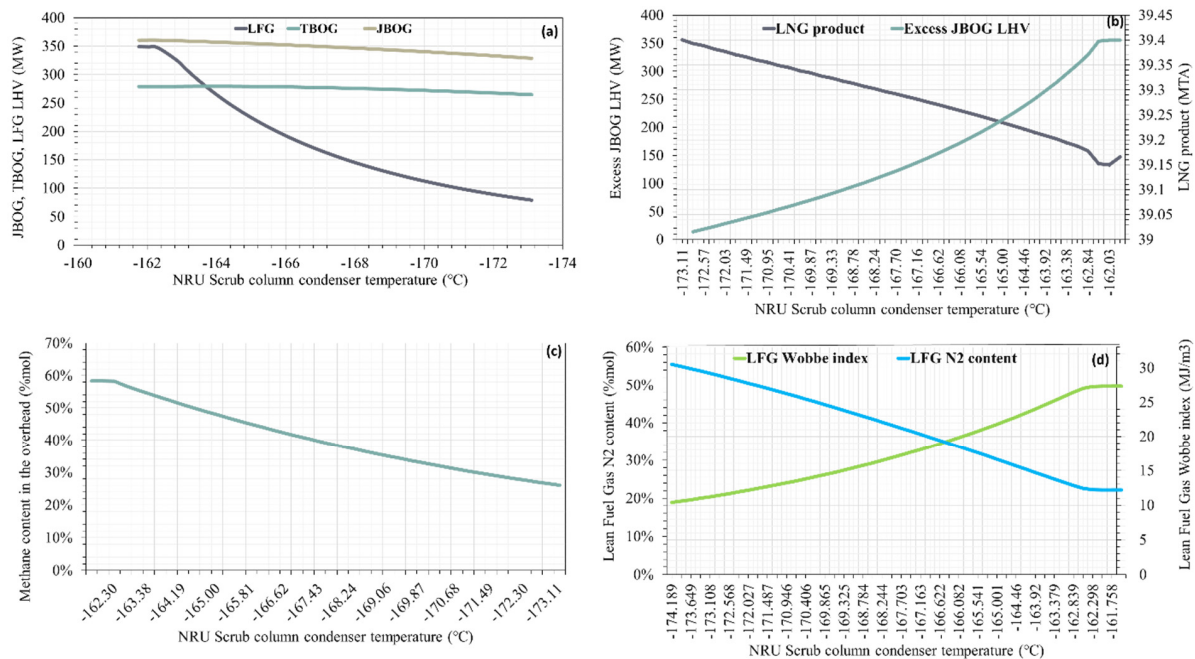 LFG TBOG JBOG
(a)
JBOG, TBOG, LFG LHV (MW)
400
350
300
250
200
150
100
50
0
-160 -162 -164 -166 -168 -170 -172 -174
NRU Scrub column condenser temperature (°C)
LNG product Excess JBOG LHV
(b)
Excess JBOG LHV (MW)
400
350
300
250
200
150
100
50
0
39.45
39.4
39.35
39.3
39.25
39.2
39.15
39.1
39.05
39
LNG product (MTA)
-173.11 -172.57 -172.03 -171.49 -170.95 -170.41 -169.87 -169.33 -168.78 -168.24 -167.70 -167.16 -166.62 -166.08 -165.54 -165.00 -164.46 -163.92 -163.38 -162.84 -162.03
NRU Scrub column condenser temperature (°C)
(c)
Methane content in the overhead (%mol)
70%
60%
50%
40%
30%
20%
10%
0%
-162.30 -163.38 -164.19 -165.00 -165.81 -166.62 -167.43 -168.24 -169.06 -169.87 -170.68 -171.49 -172.30 -173.11
NRU Scrub column condenser temperature (°C)
LFG Wobbe index LFG N2 content
(d)
Lean Fuel Gas N2 content (%mol)
60%
50%
40%
30%
20%
10%
0%
30
25
20
15
10
5
0
Lean Fuel Gas Wobbe index (MJ/m3)
-174.189 -173.649 -173.108 -172.568 -172.027 -171.487 -170.946 -170.406 -169.865 -169.325 -168.784 -168.244 -167.703 -167.163 -166.622 -166.082 -165.541 -165.001 -164.46 -163.92 -163.379 -162.839 -162.298 -161.758
NRU Scrub column condenser temperature (°C)